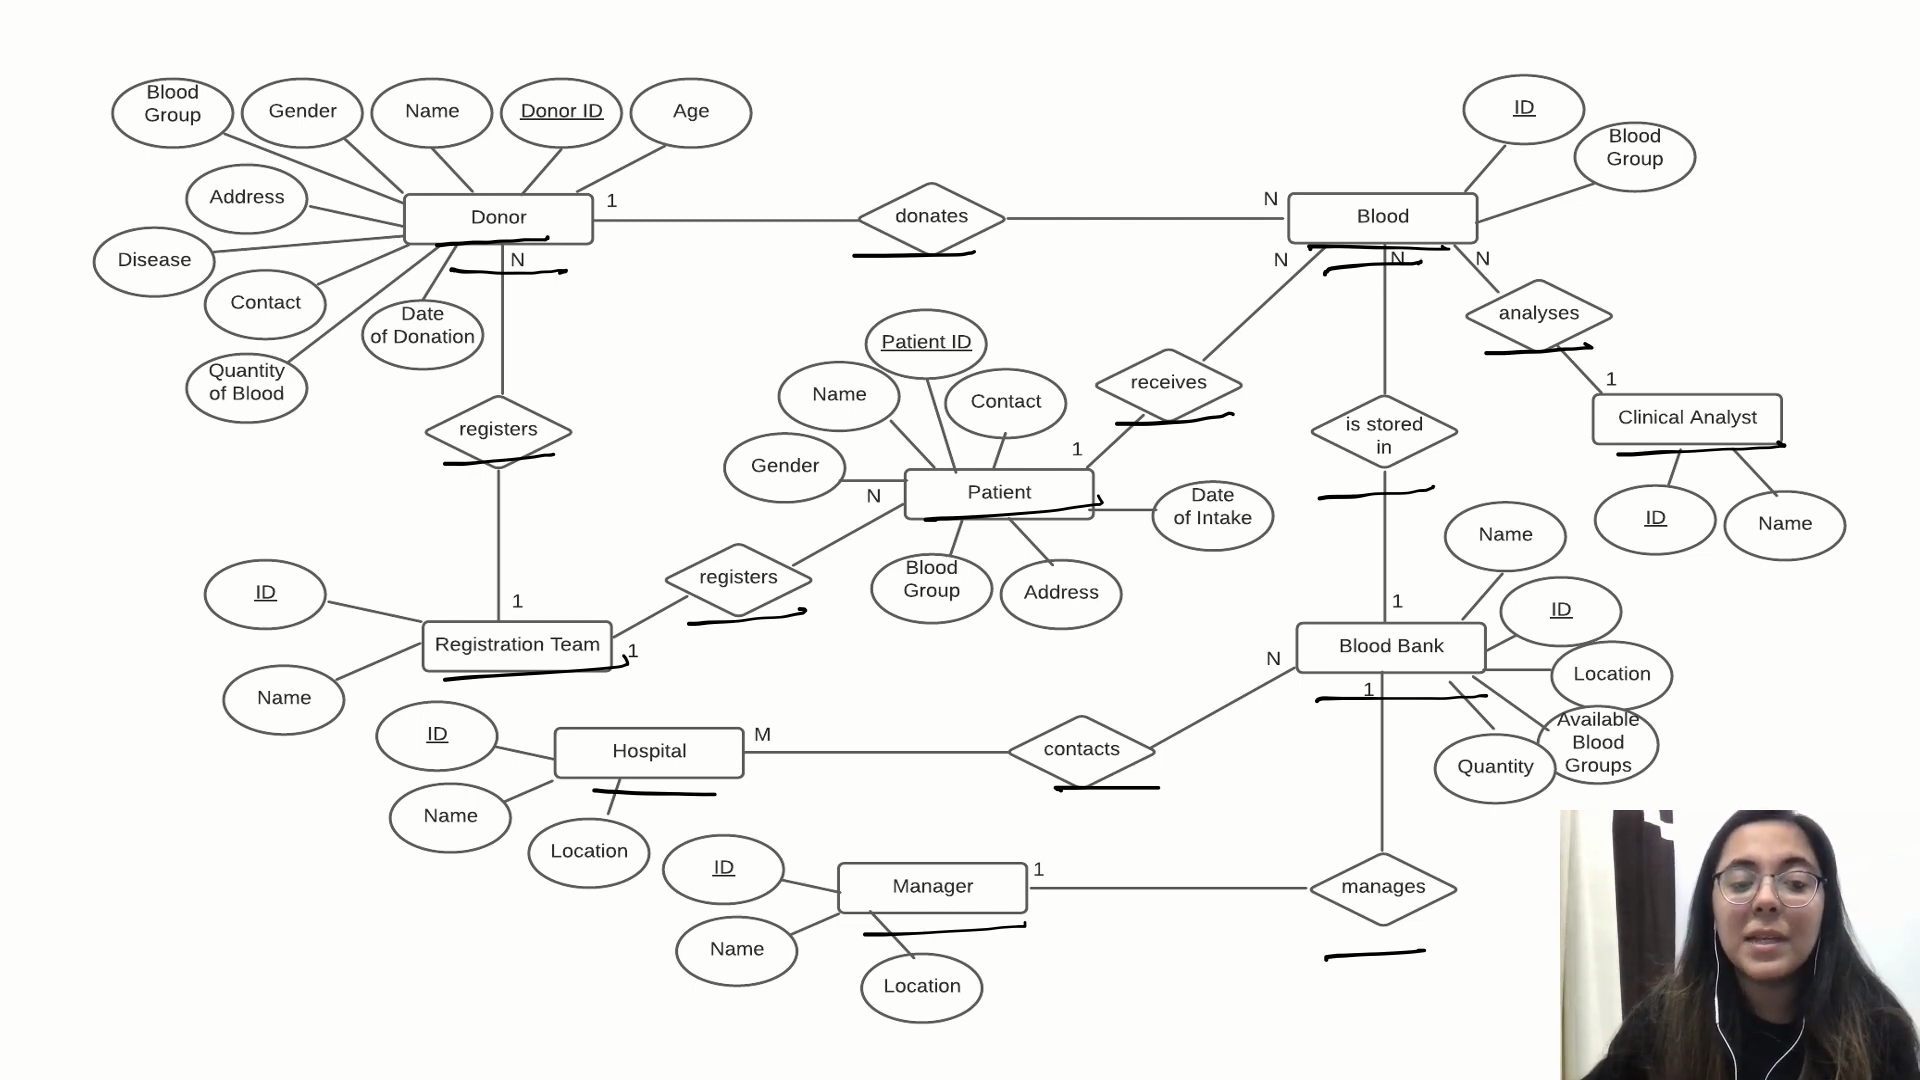 Blood
Group
Gender
Name
Donor ID
Age
Address
Disease
Contact
Quantity
of Blood
Date
of Donation
Donor
1
N
donates
N
Blood
ID
Blood
Group
N
N
N
analyses
1
Clinical Analyst
ID
Name
receives
1
is stored
in
1
registers
1
Patient ID
Name
Contact
Gender
N
Patient
Date
of Intake
Blood
Group
Address
registers
1
ID
Registration Team
Name
Name
ID
Blood Bank
Location
Available
Blood
Groups
Quantity
N
1
ID
Hospital
M
Name
Location
contacts
ID
Manager
1
Name
Location
manages